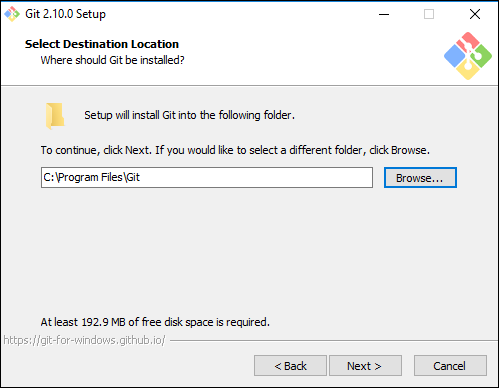 Git 2.10.0 Setup
Select Destination Location
Where should Git be installed?
Setup will install Git into the following folder.
To continue, click Next. If you would like to select a different folder, click Browse.
C:\Program Files\Git
Browse...
At least 192.9 MB of free disk space is required.
https://git-for-windows.github.io/
< Back
Next >
Cancel